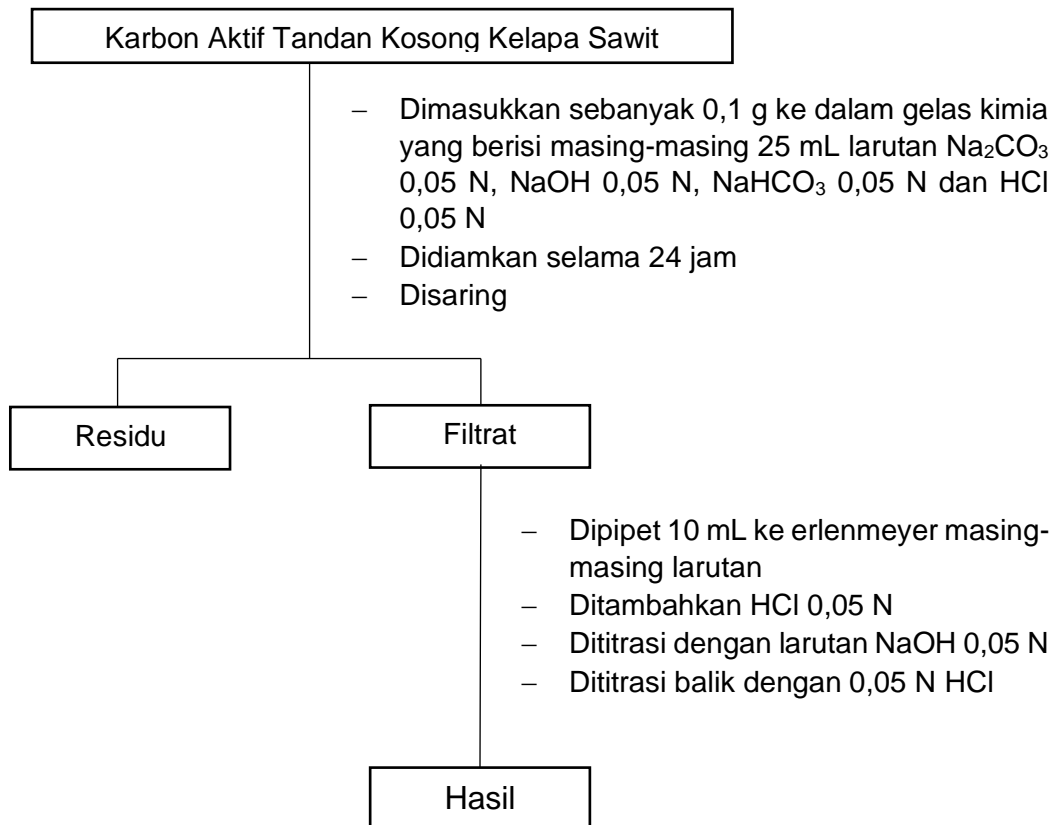 Karbon Aktif Tandan Kosong Kelapa Sawit
– Dimasukkan sebanyak 0,1 g ke dalam gelas kimia
yang berisi masing-masing 25 mL larutan Na₂CO₃
0,05 N, NaOH 0,05 N, NaHCO₃ 0,05 N dan HCl
0,05 N
– Didiamkan selama 24 jam
– Disaring
Residu
Filtrat
– Dipipet 10 mL ke erlenmeyer masing-
masing larutan
– Ditambahkan HCl 0,05 N
– Dititrasi dengan larutan NaOH 0,05 N
– Dititrasi balik dengan 0,05 N HCl
Hasil